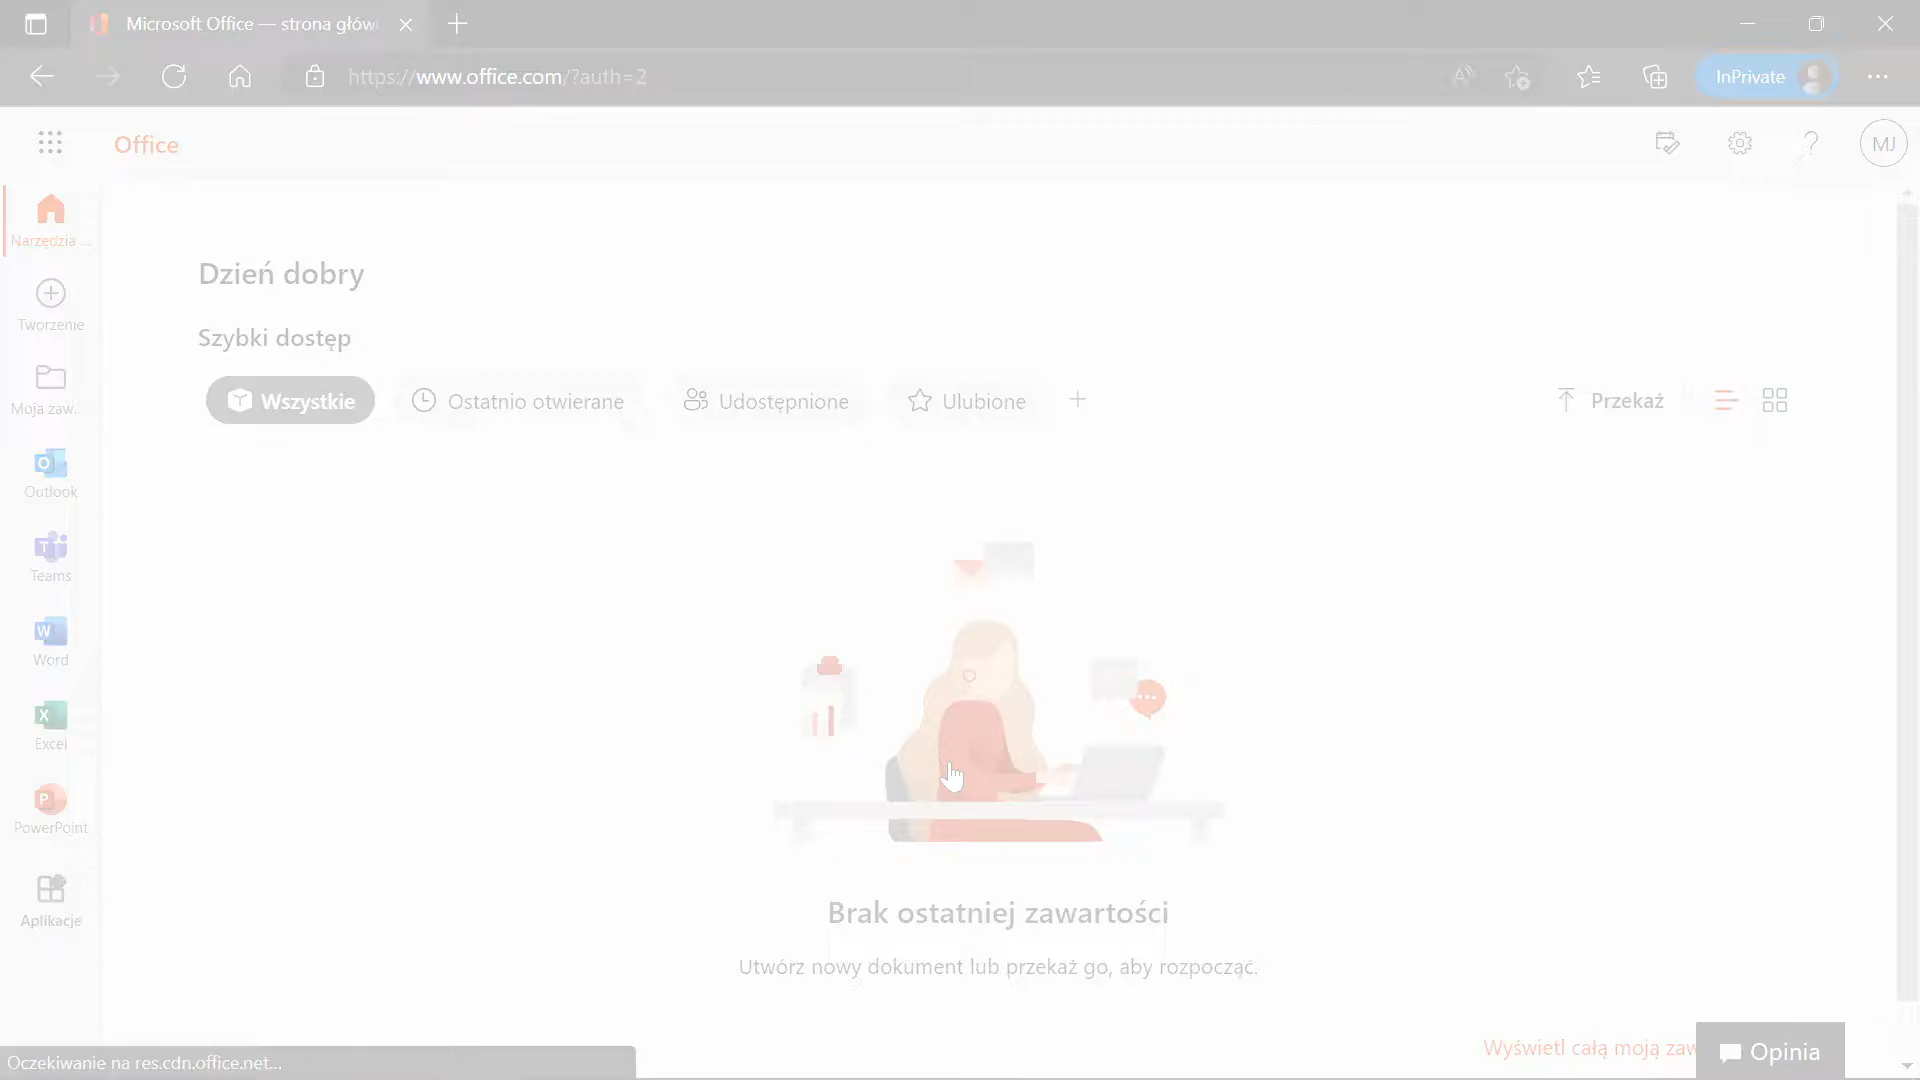 Microsoft Office — strona głów
https://www.office.com/?auth=2
InPrivate
Office
MJ
Narzędzia ...
Tworzenie
Moja zaw...
Outlook
Teams
Word
Excel
PowerPoint
Aplikacje
Dzień dobry
Szybki dostęp
Wszystkie
Ostatnio otwierane
Udostępnione
Ulubione
Przekaż
Brak ostatniej zawartości
Utwórz nowy dokument lub przekaż go, aby rozpocząć.
Wyświetl całą moją zaw
Opinia
Oczekiwanie na res.cdn.office.net...